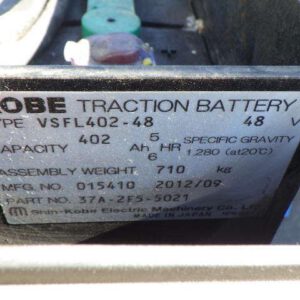 OBE TRACTION BATTERY
YPE VSFL402-48 48 V
CAPACITY 402 Ah 5 HR SPECIFIC GRAVITY
6 1.280 (at20°C)
ASSEMBLY WEIGHT 710 kg
MFG. NO. 015410 2012/09
PART NO. 37A-2FS-5021
Shin-Kobe Electric Machinery Co., Ltd.
MADE IN JAPAN